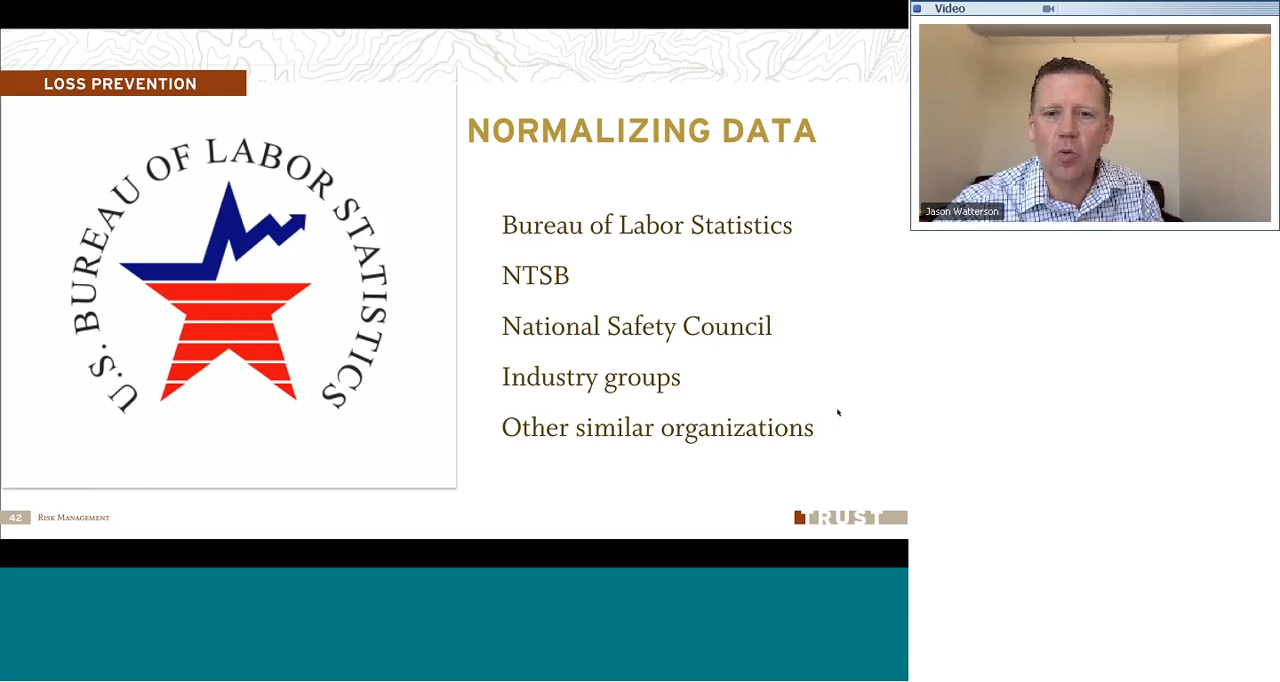 LOSS PREVENTION
U.S. BUREAU OF LABOR STATISTICS
NORMALIZING DATA
Bureau of Labor Statistics
NTSB
National Safety Council
Industry groups
Other similar organizations
42 Risk Management
TRUST
Video
Jason Watterson